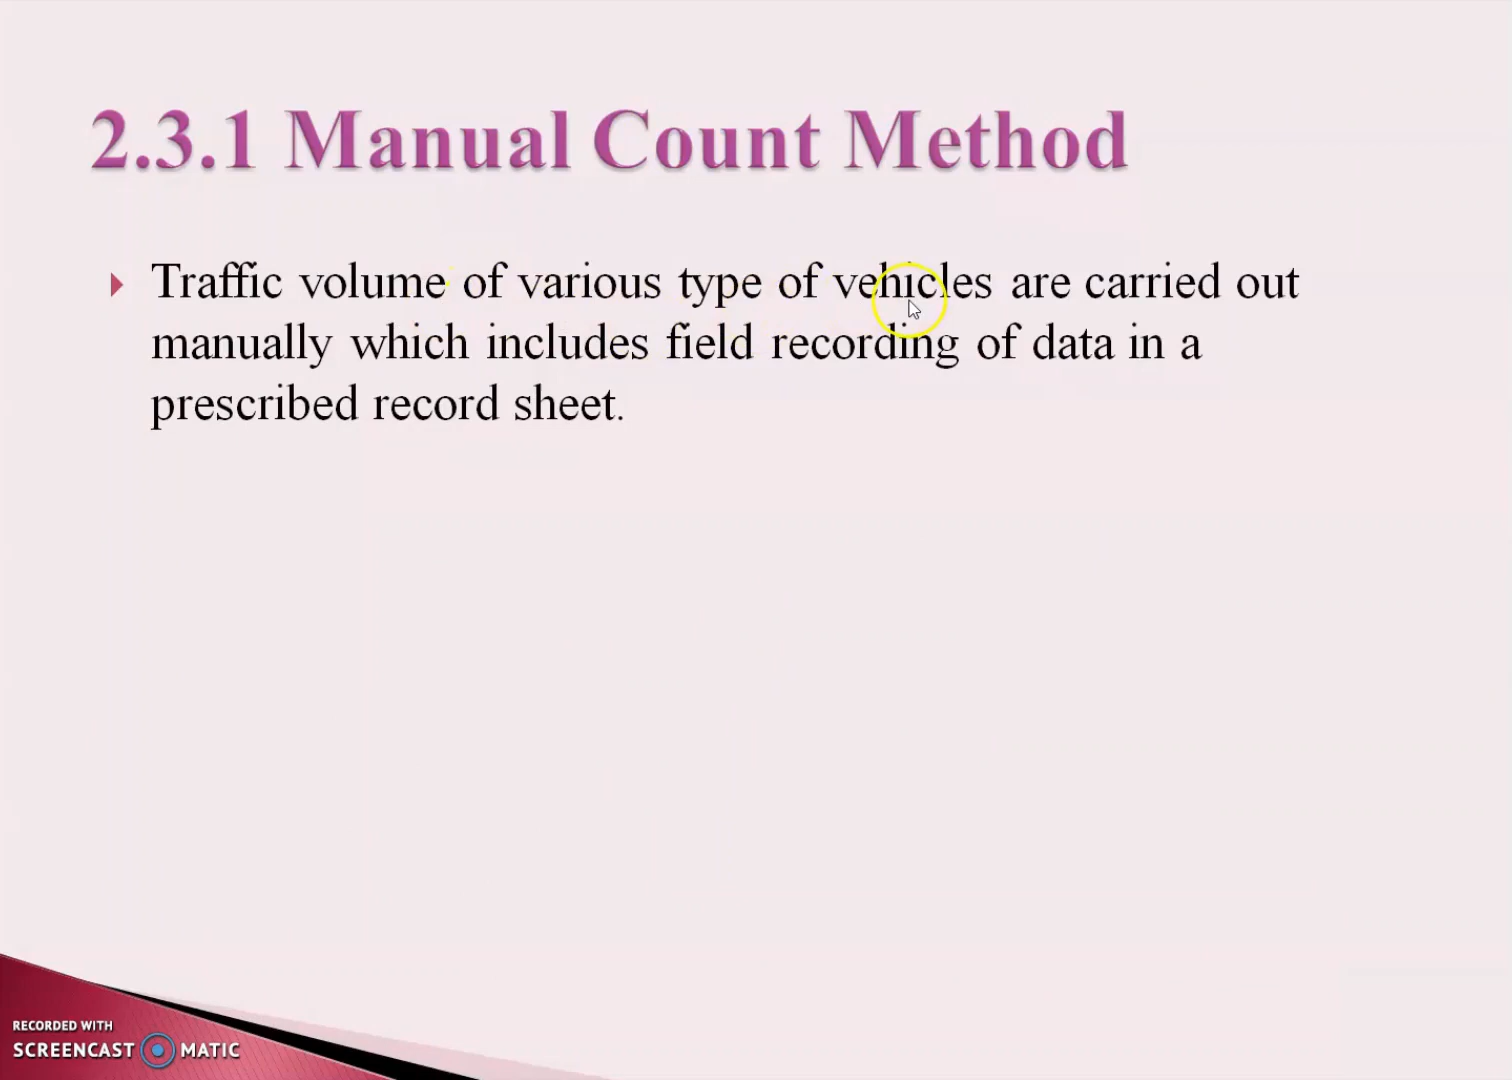 2.3.1 Manual Count Method
Traffic volume of various type of vehicles are carried out
manually which includes field recording of data in a
prescribed record sheet.
RECORDED WITH
SCREENCAST MATIC